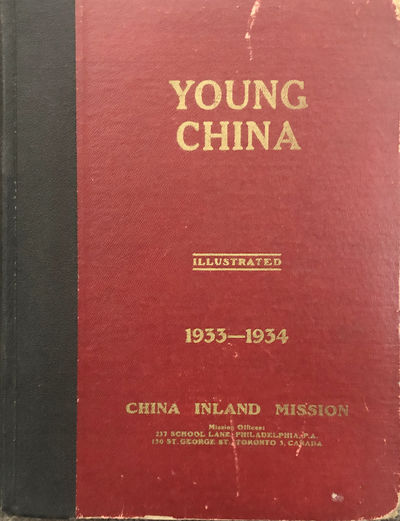 YOUNG
CHINA
ILLUSTRATED
1933—1934
CHINA INLAND MISSION
Mission Offices:
237 SCHOOL LANE, PHILADELPHIA, PA.
150 ST. GEORGE ST., TORONTO 5, CANADA